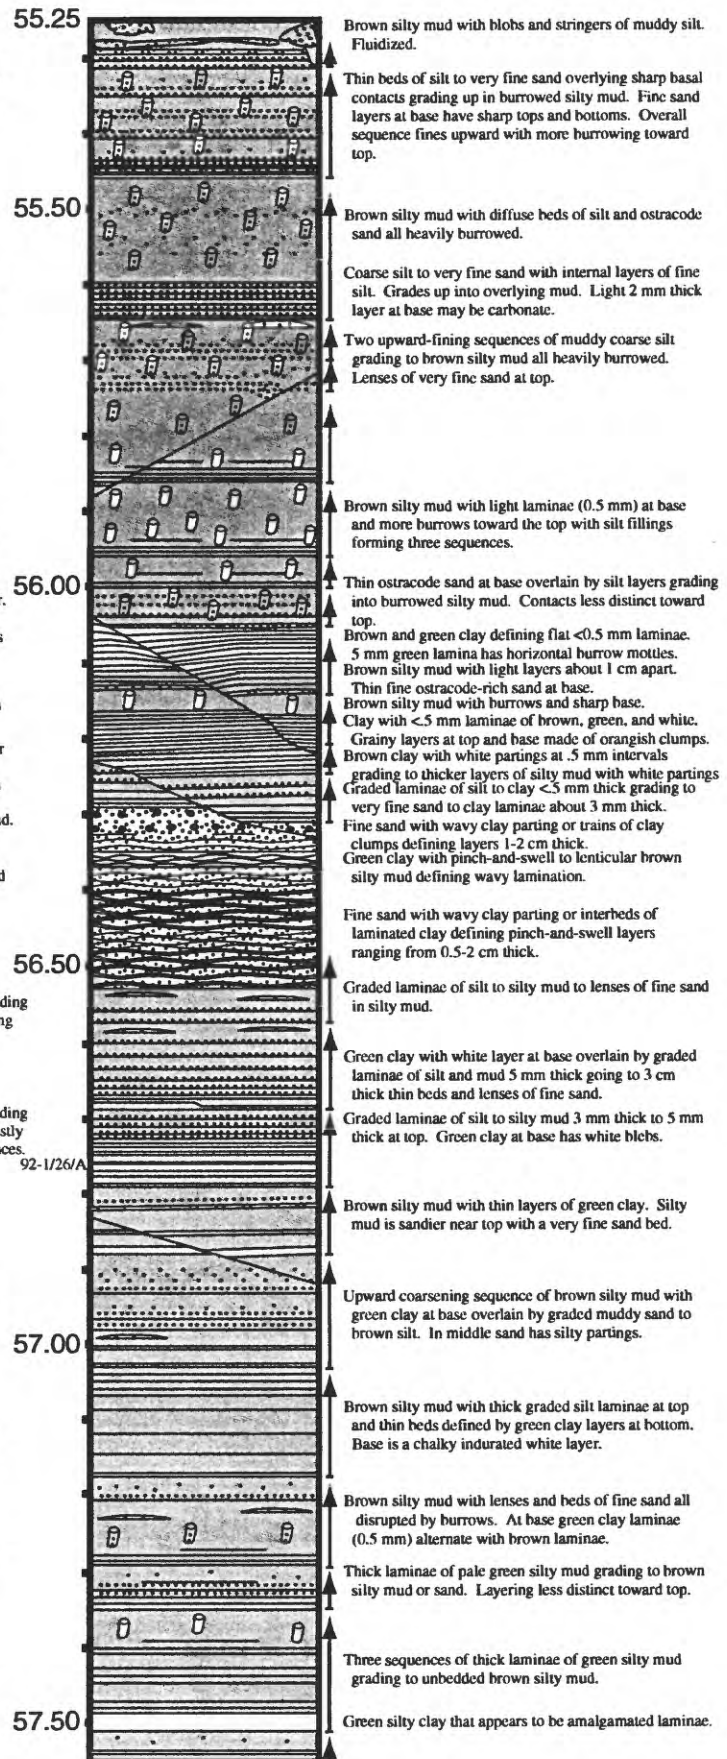 55.25
Brown silty mud with blobs and stringers of muddy silt.
Fluidized.
Thin beds of silt to very fine sand overlying sharp basal
contacts grading up in burrowed silty mud. Fine sand
layers at base have sharp tops and bottoms. Overall
sequence fines upward with more burrowing toward
top.
55.50
Brown silty mud with diffuse beds of silt and ostracode
sand all heavily burrowed.
Coarse silt to very fine sand with internal layers of fine
silt. Grades up into overlying mud. Light 2 mm thick
layer at base may be carbonate.
Two upward-fining sequences of muddy coarse silt
grading to brown silty mud all heavily burrowed.
Lenses of very fine sand at top.
Brown silty mud with light laminae (0.5 mm) at base
and more burrows toward the top with silt fillings
forming three sequences.
56.00
Thin ostracode sand at base overlain by silt layers grading
into burrowed silty mud. Contacts less distinct toward
top.
Brown and green clay defining flat <0.5 mm laminae.
5 mm green lamina has horizontal burrow mottles.
Brown silty mud with light layers about 1 cm apart.
Thin fine ostracode-rich sand at base.
Brown silty mud with burrows and sharp base.
Clay with <.5 mm laminae of brown, green, and white.
Grainy layers at top and base made of orangish clumps.
Brown clay with white partings at .5 mm intervals
grading to thicker layers of silty mud with white partings
Graded laminae of silt to clay <.5 mm thick grading to
very fine sand to clay laminae about 3 mm thick.
Fine sand with wavy clay parting or trains of clay
clumps defining layers 1-2 cm thick.
Green clay with pinch-and-swell to lenticular brown
silty mud defining wavy lamination.
Fine sand with wavy clay parting or interbeds of
laminated clay defining pinch-and-swell layers
ranging from 0.5-2 cm thick.
56.50
Graded laminae of silt to silty mud to lenses of fine sand
in silty mud.
Green clay with white layer at base overlain by graded
laminae of silt and mud 5 mm thick going to 3 cm
thick thin beds and lenses of fine sand.
Graded laminae of silt to silty mud 3 mm thick to 5 mm
thick at top. Green clay at base has white blebs.
92-1/26/A
Brown silty mud with thin layers of green clay. Silty
mud is sandier near top with a very fine sand bed.
Upward coarsening sequence of brown silty mud with
green clay at base overlain by graded muddy sand to
brown silt. In middle sand has silty partings.
57.00
Brown silty mud with thick graded silt laminae at top
and thin beds defined by green clay layers at bottom.
Base is a chalky indurated white layer.
Brown silty mud with lenses and beds of fine sand all
disrupted by burrows. At base green clay laminae
(0.5 mm) alternate with brown laminae.
Thick laminae of pale green silty mud grading to brown
silty mud or sand. Layering less distinct toward top.
Three sequences of thick laminae of green silty mud
grading to unbedded brown silty mud.
57.50
Green silty clay that appears to be amalgamated laminae.